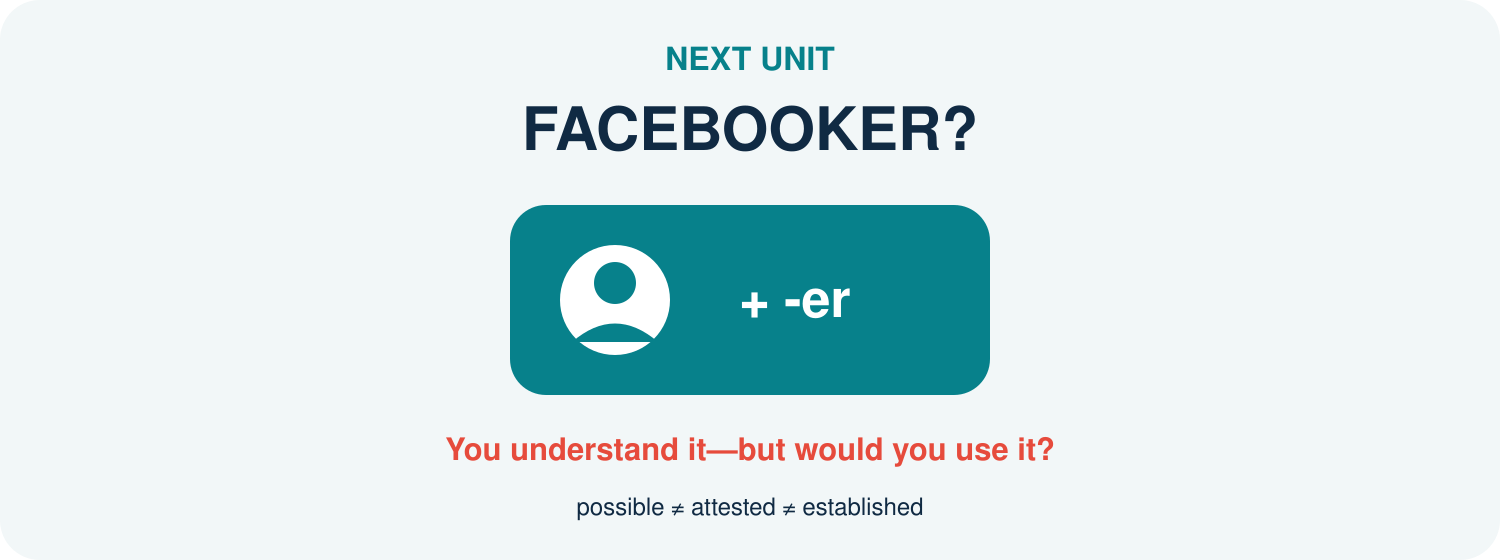 NEXT UNIT
FACEBOOKER?
+ -er
You understand it—but would you use it?
possible ≠ attested ≠ established